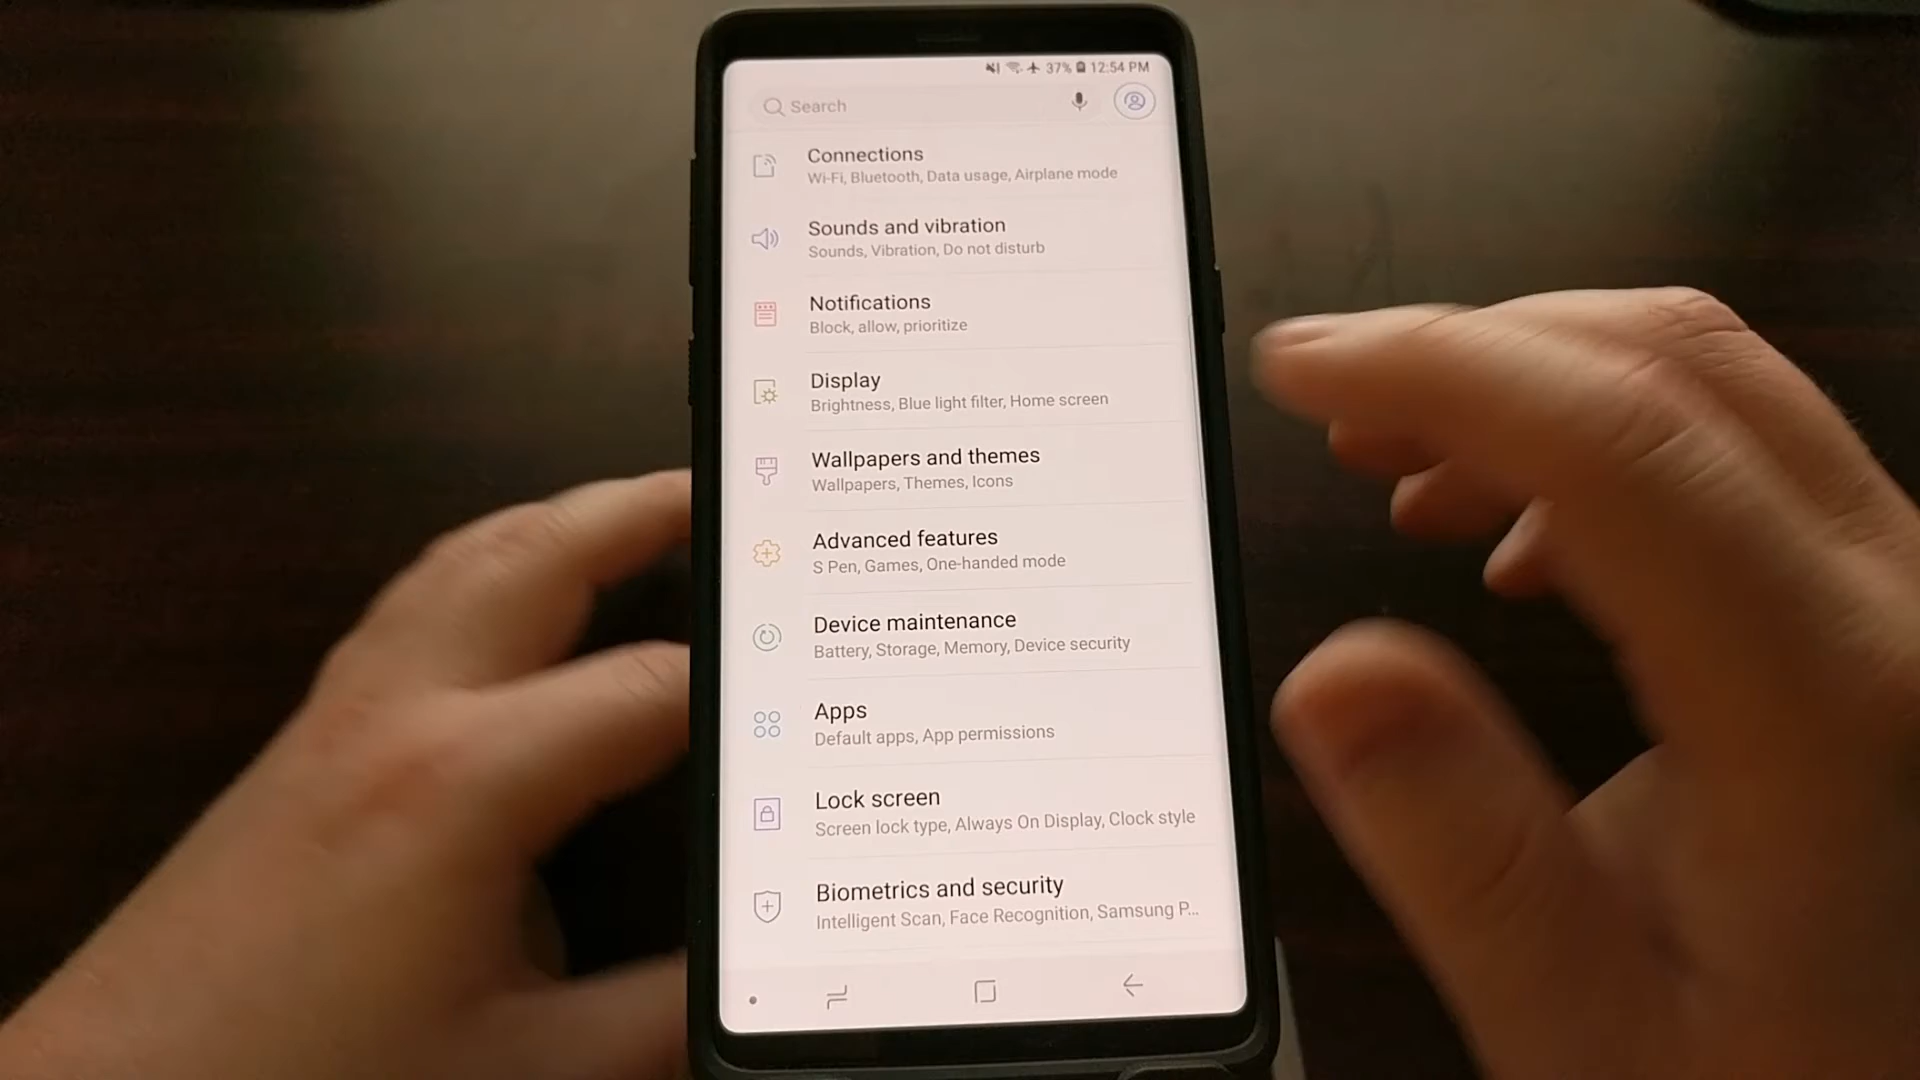 37% 12:54 PM
Search
Connections
Wi-Fi, Bluetooth, Data usage, Airplane mode
Sounds and vibration
Sounds, Vibration, Do not disturb
Notifications
Block, allow, prioritize
Display
Brightness, Blue light filter, Home screen
Wallpapers and themes
Wallpapers, Themes, Icons
Advanced features
S Pen, Games, One-handed mode
Device maintenance
Battery, Storage, Memory, Device security
Apps
Default apps, App permissions
Lock screen
Screen lock type, Always On Display, Clock style
Biometrics and security
Intelligent Scan, Face Recognition, Samsung P...